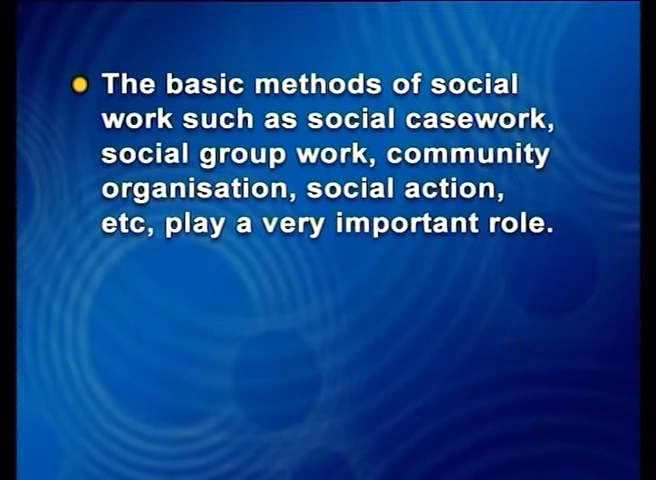 The basic methods of social
work such as social casework,
social group work, community
organisation, social action,
etc, play a very important role.